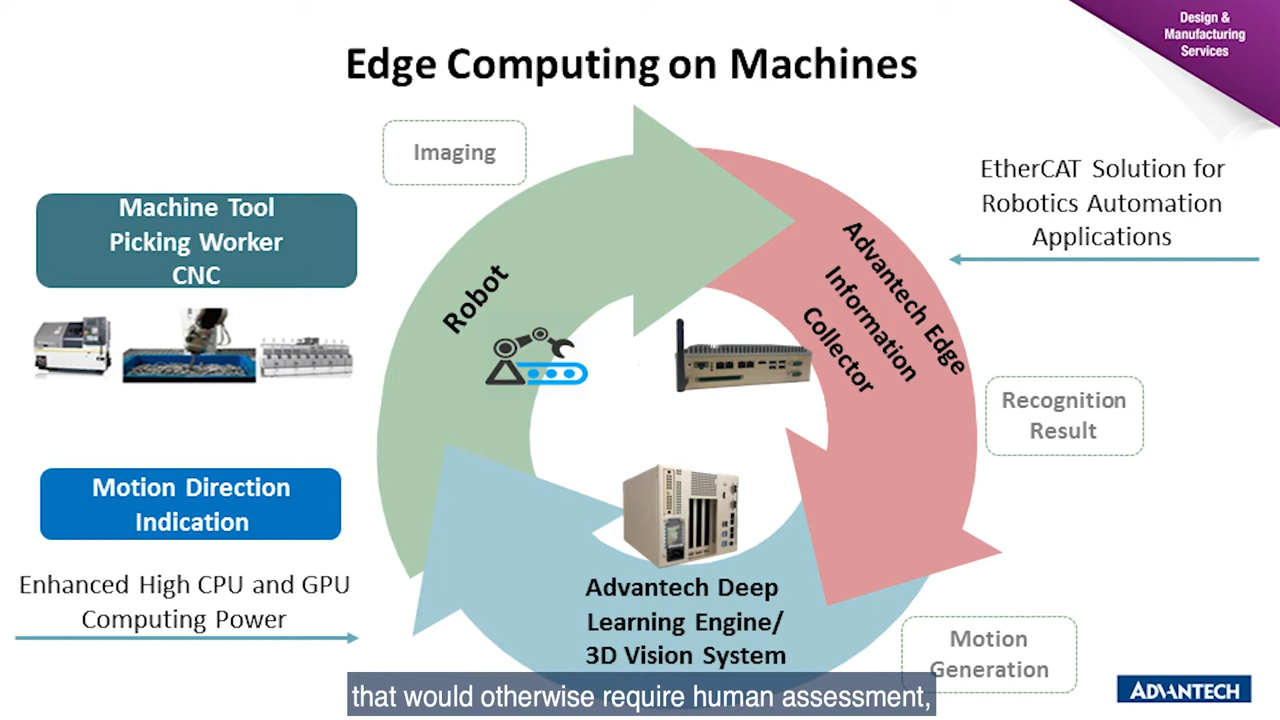 Design &
Manufacturing
Services
Edge Computing on Machines
Imaging
Machine Tool
Picking Worker
CNC
EtherCAT Solution for
Robotics Automation
Applications
Robot
Advantech Edge
Information
Collector
Recognition
Result
Motion Direction
Indication
Enhanced High CPU and GPU
Computing Power
Advantech Deep
Learning Engine/
3D Vision System
Motion
Generation
that would otherwise require human assessment,
ADVANTECH